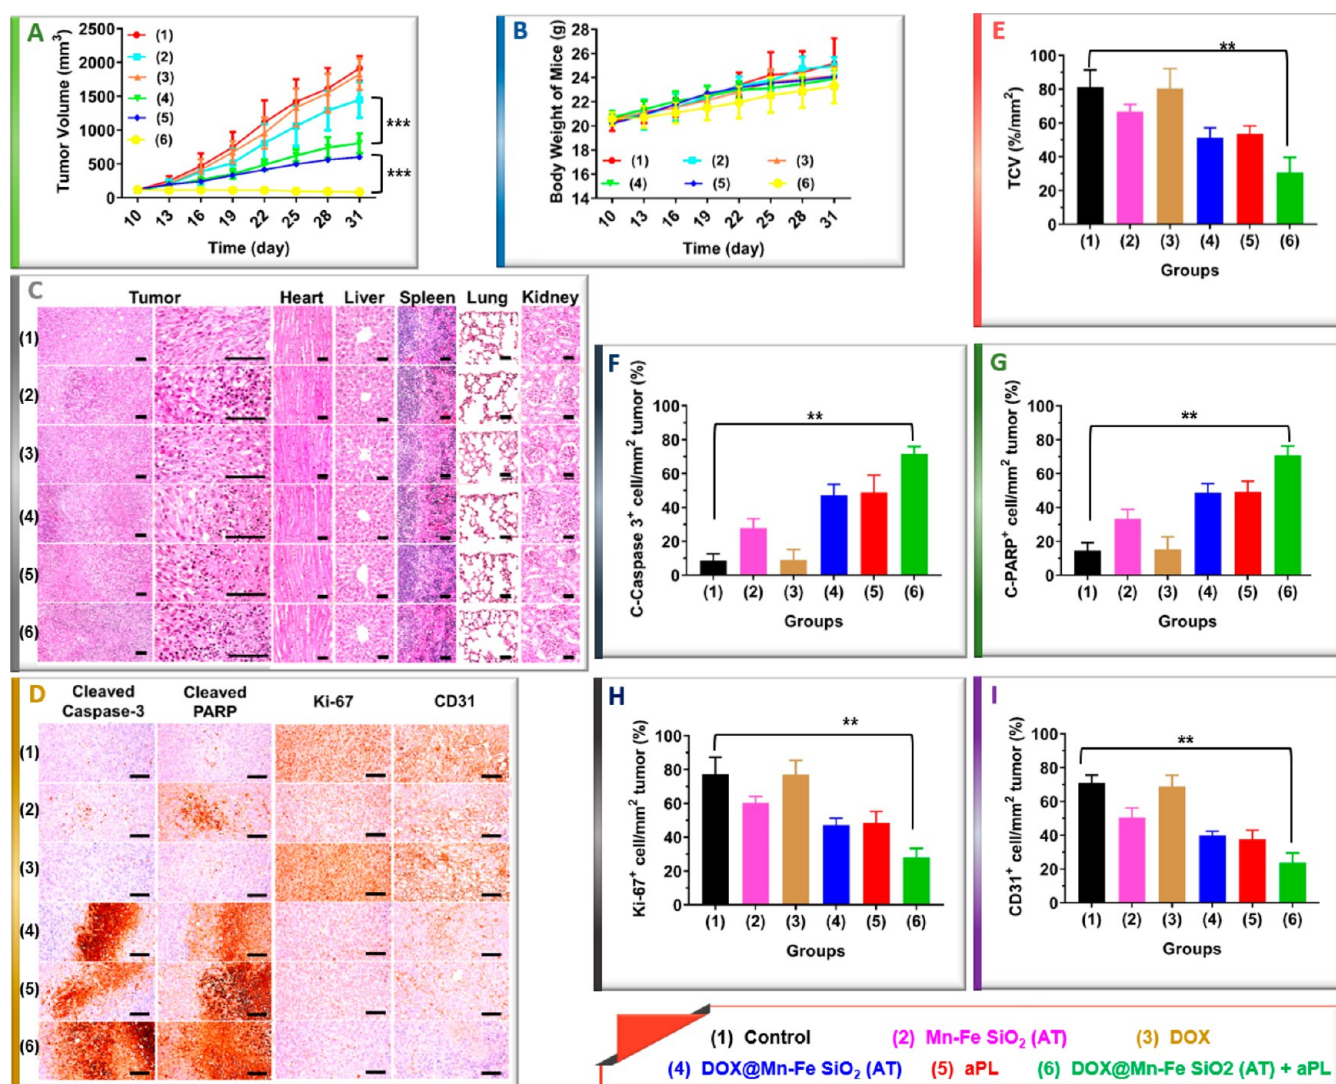 A
Tumor Volume (mm³)
2500
2000
1500
1000
500
0
(1)
(2)
(3)
(4)
(5)
(6)
***
***
10 13 16 19 22 25 28 31
Time (day)
B
Body Weight of Mice (g)
28
26
24
22
20
18
16
14
(1) (2) (3)
(4) (5) (6)
10 13 16 19 22 25 28 31
Time (day)
E
TCV (%/mm²)
100
80
60
40
20
0
**
(1) (2) (3) (4) (5) (6)
Groups
C
Tumor Heart Liver Spleen Lung Kidney
(1)
(2)
(3)
(4)
(5)
(6)
F
C-Caspase 3⁺ cell/mm² tumor (%)
100
80
60
40
20
0
**
(1) (2) (3) (4) (5) (6)
Groups
G
C-PARP⁺ cell/mm² tumor (%)
100
80
60
40
20
0
**
(1) (2) (3) (4) (5) (6)
Groups
D
Cleaved Caspase-3
Cleaved PARP
Ki-67
CD31
(1)
(2)
(3)
(4)
(5)
(6)
H
Ki-67⁺ cell/mm² tumor (%)
100
80
60
40
20
0
**
(1) (2) (3) (4) (5) (6)
Groups
I
CD31⁺ cell/mm² tumor (%)
100
80
60
40
20
0
**
(1) (2) (3) (4) (5) (6)
Groups
(1) Control (2) Mn-Fe SiO₂ (AT) (3) DOX
(4) DOX@Mn-Fe SiO₂ (AT) (5) aPL (6) DOX@Mn-Fe SiO2 (AT) + aPL